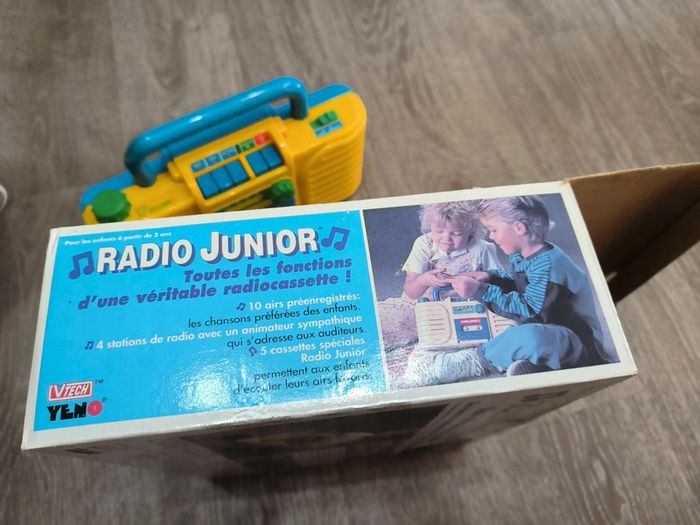 Pour les enfants à partir de 2 ans
RADIO JUNIOR
Toutes les fonctions
d'une véritable radiocassette !
10 airs préenregistrés:
les chansons préférées des enfants.
4 stations de radio avec un animateur sympathique
qui s'adresse aux auditeurs.
5 cassettes spéciales
Radio Junior
permettent aux enfants
d'écouter leurs airs favoris.
VTECH™
YENO®